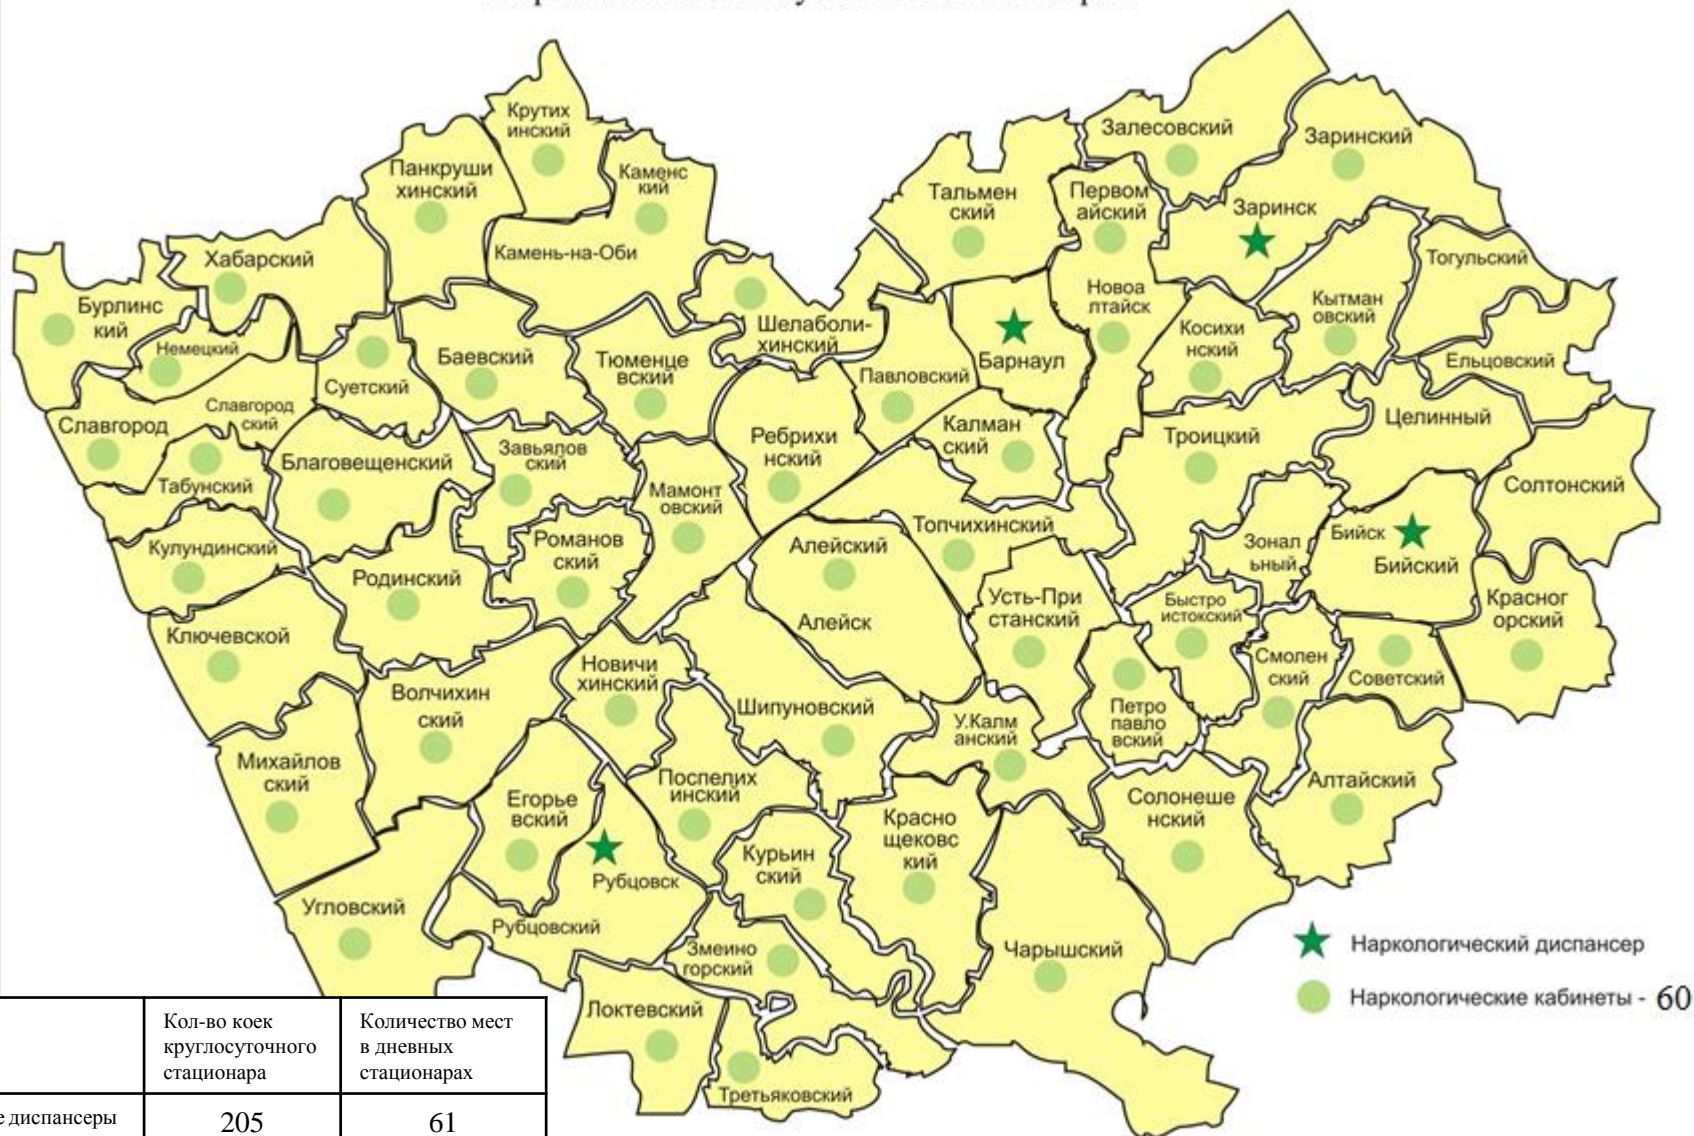 Крутих
инский
Панкруши
хинский
Каменс
кий
Камень-на-Оби
Хабарский
Бурлинс
кий
Немецкий
Славгород
ский
Славгород
Табунский
Суетский
Баевский
Тюменце
вский
Шелаболи-
хинский
Павловский
Ребрихи
нский
Благовещенский
Завьялов
ский
Мамонт
овский
Романов
ский
Кулундинский
Родинский
Ключевской
Волчихин
ский
Михайлов
ский
Новичи
хинский
Егорье
вский
Рубцовск
Рубцовский
Угловский
Поспелих
инский
Шипуновский
Курьин
ский
Змеино
горский
Локтевский
Третьяковский
Красно
щековс
кий
Чарышский
У.Калм
анский
Алейский
Алейск
Топчихинский
Калман
ский
Барнаул
Тальмен
ский
Первом
айский
Новоа
лтайск
Залесовский
Заринский
Заринск
Тогульский
Кытман
овский
Косихи
нский
Ельцовский
Целинный
Троицкий
Солтонский
Зональ
ьный
Бийск
Бийский
Красног
орский
Быстро
истокский
Усть-При
станский
Петро
павло
вский
Смолен
ский
Советский
Алтайский
Солонеше
нский
Наркологический диспансер
Наркологические кабинеты - 60
Кол-во коек
круглосуточного
стационара
Количество мест
в дневных
стационарах
е диспансеры
205
61